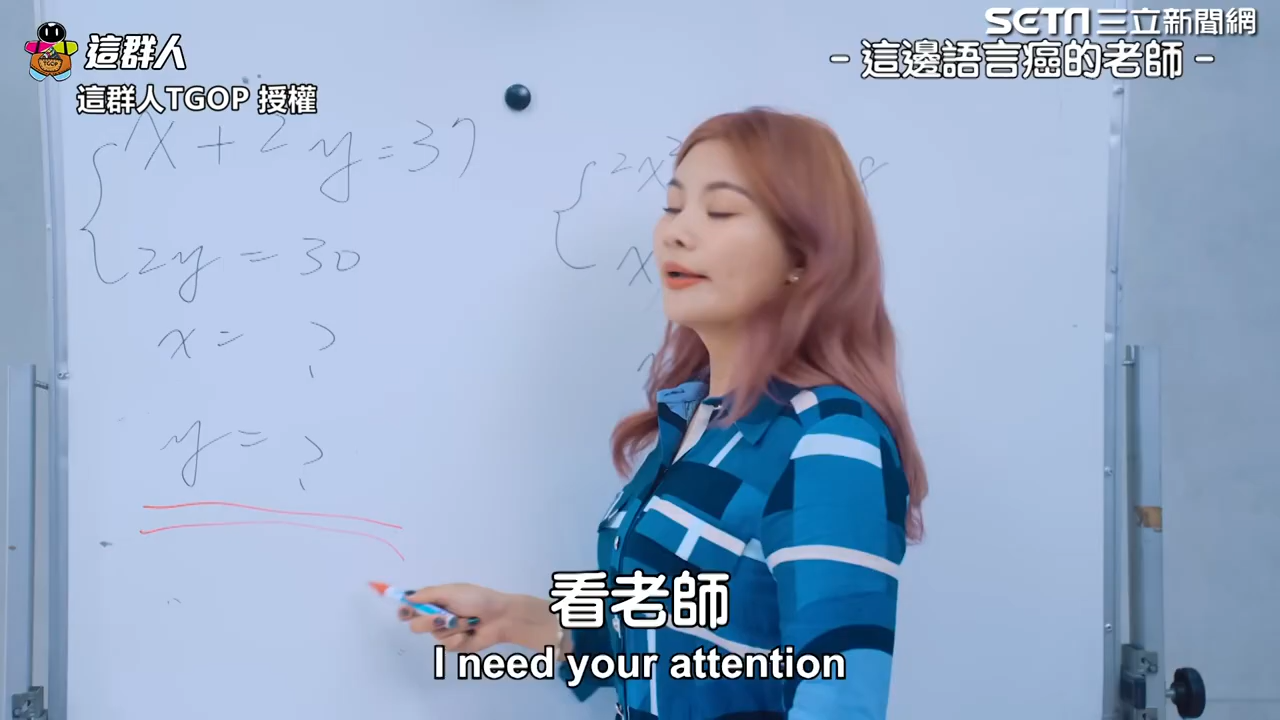 SETN三立新聞網
這群人
- 這邊語言癌的老師 -
這群人TGOP 授權
1x + 2y = 37
2y = 30
x = ?
y = ?
2x²
x
看老師
I need your attention